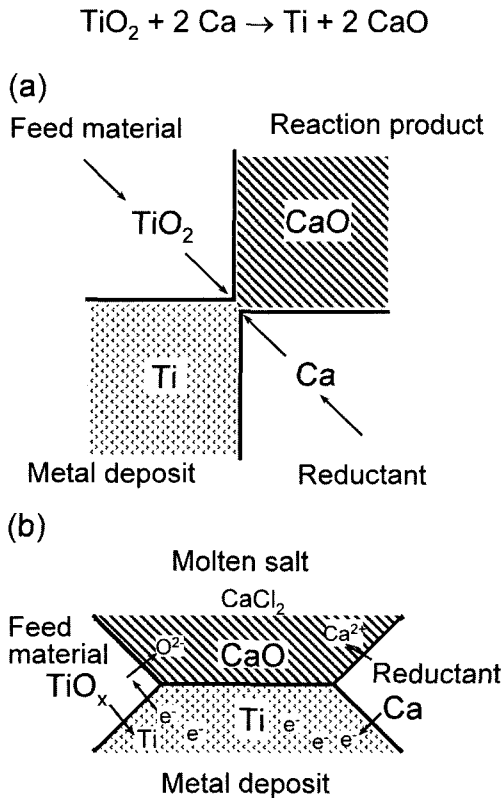 TiO₂ + 2 Ca → Ti + 2 CaO
(a)
Feed material
Reaction product
TiO₂
CaO
Ti
Ca
Metal deposit
Reductant
(b)
Molten salt
CaCl₂
Feed
material
O²⁻
CaO
Ca²⁺
Reductant
TiOₓ
Ti
e⁻
e⁻
Ti
e⁻
e⁻
e⁻
Ca
Metal deposit